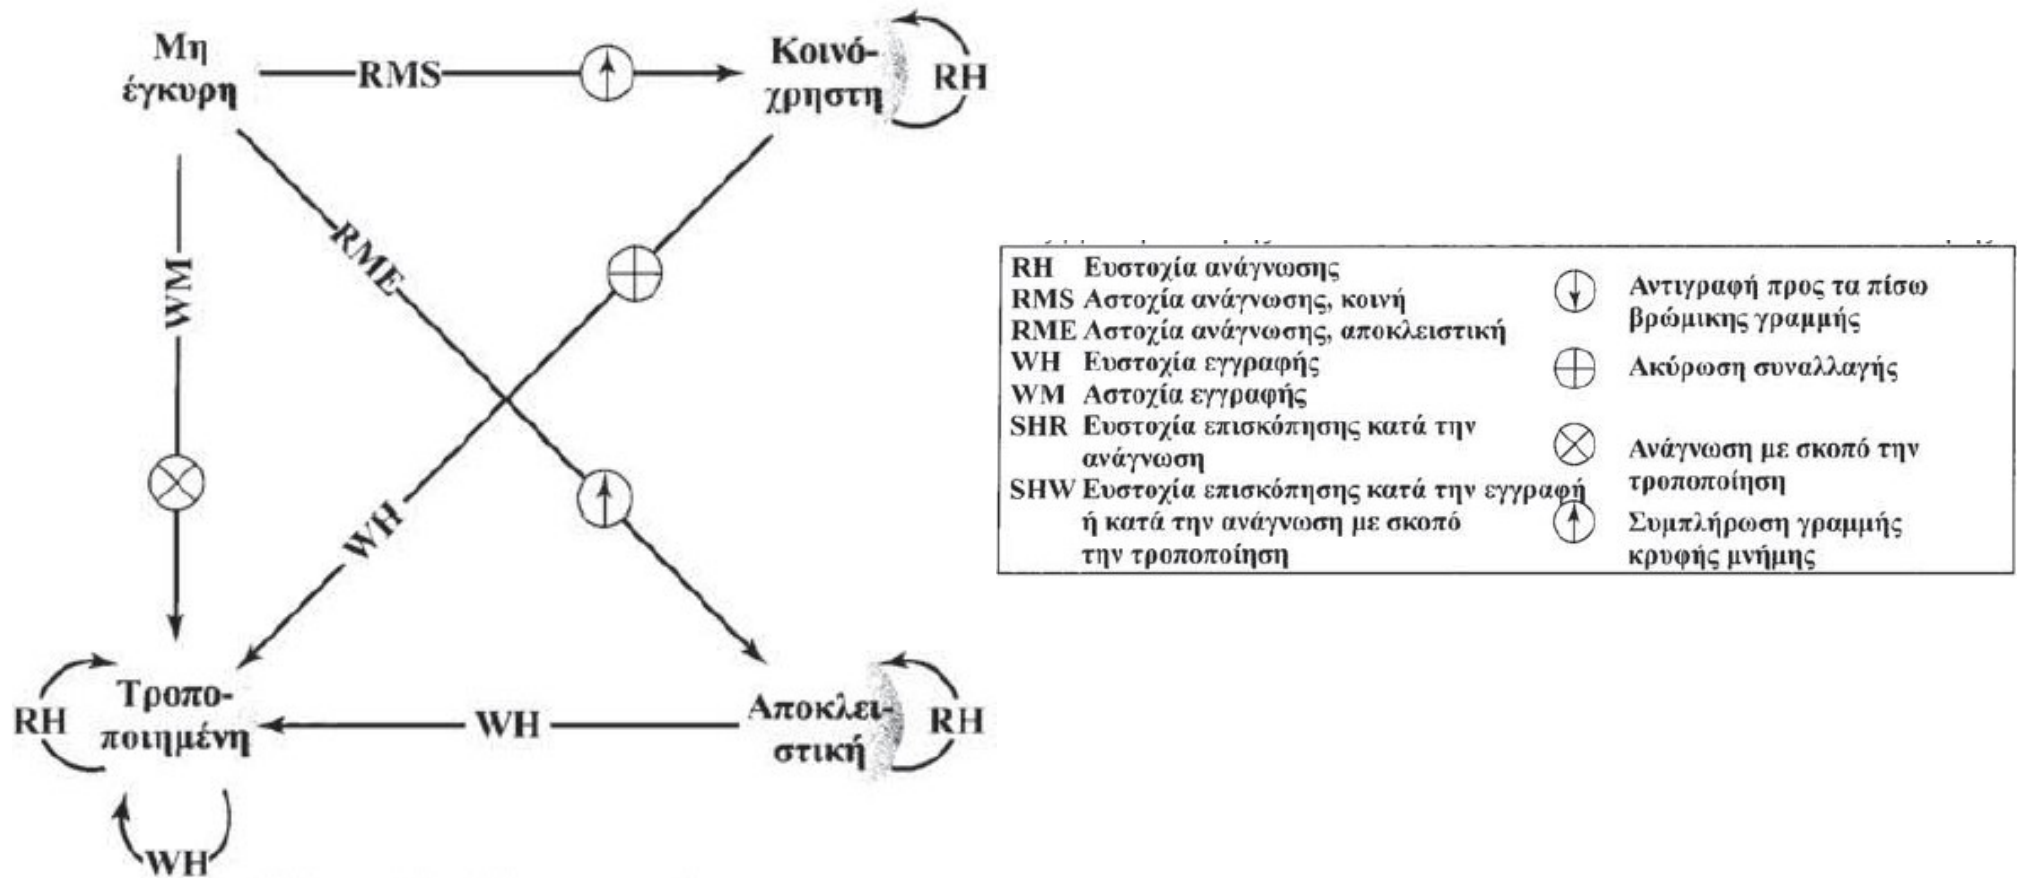 Μη
έγκυρη
RMS
Κοινό-
χρηστη
RH
WM
RME
WH
RH
Τροπο-
ποιημένη
WH
Αποκλει-
στική
RH
WH
RH Ευστοχία ανάγνωσης
RMS Αστοχία ανάγνωσης, κοινή
RME Αστοχία ανάγνωσης, αποκλειστική
WH Ευστοχία εγγραφής
WM Αστοχία εγγραφής
SHR Ευστοχία επισκόπησης κατά την
ανάγνωση
SHW Ευστοχία επισκόπησης κατά την εγγραφή
ή κατά την ανάγνωση με σκοπό
την τροποποίηση
Αντιγραφή προς τα πίσω
βρώμικης γραμμής
Ακύρωση συναλλαγής
Ανάγνωση με σκοπό την
τροποποίηση
Συμπλήρωση γραμμής
κρυφής μνήμης